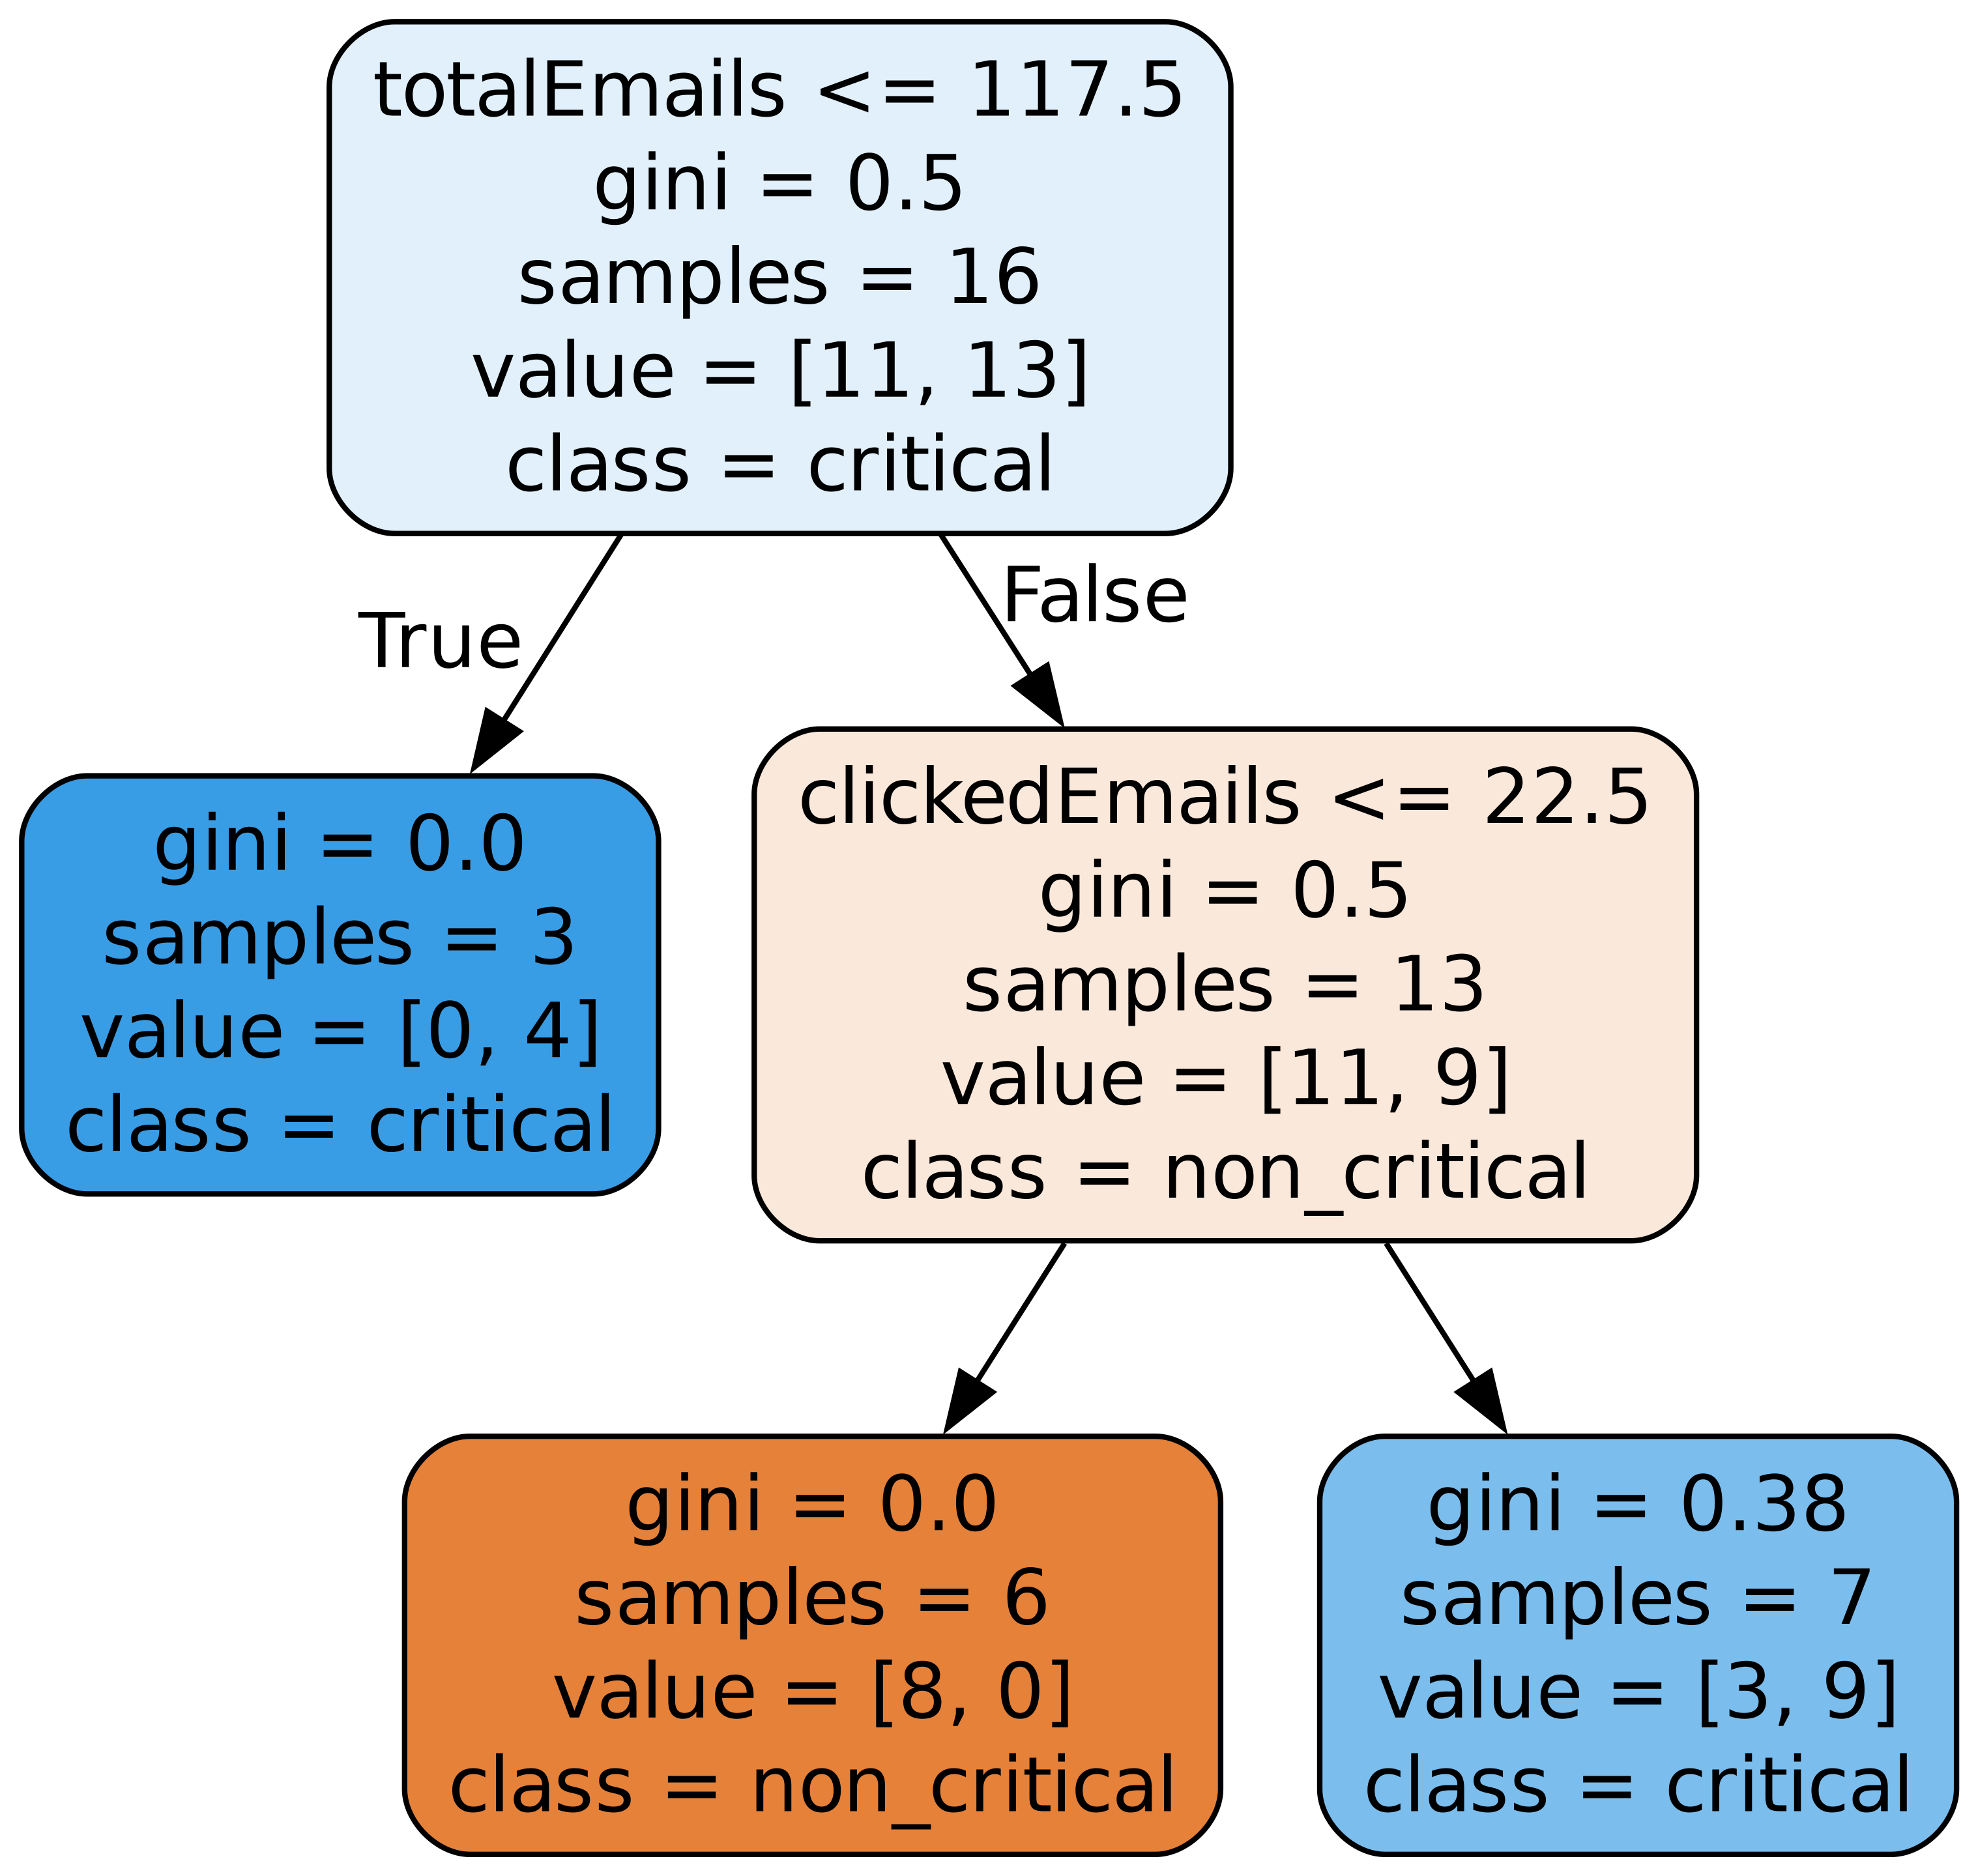 totalEmails <= 117.5
gini = 0.5
samples = 16
value = [11, 13]
class = critical
True
False
gini = 0.0
samples = 3
value = [0, 4]
class = critical
clickedEmails <= 22.5
gini = 0.5
samples = 13
value = [11, 9]
class = non_critical
gini = 0.0
samples = 6
value = [8, 0]
class = non_critical
gini = 0.38
samples = 7
value = [3, 9]
class = critical